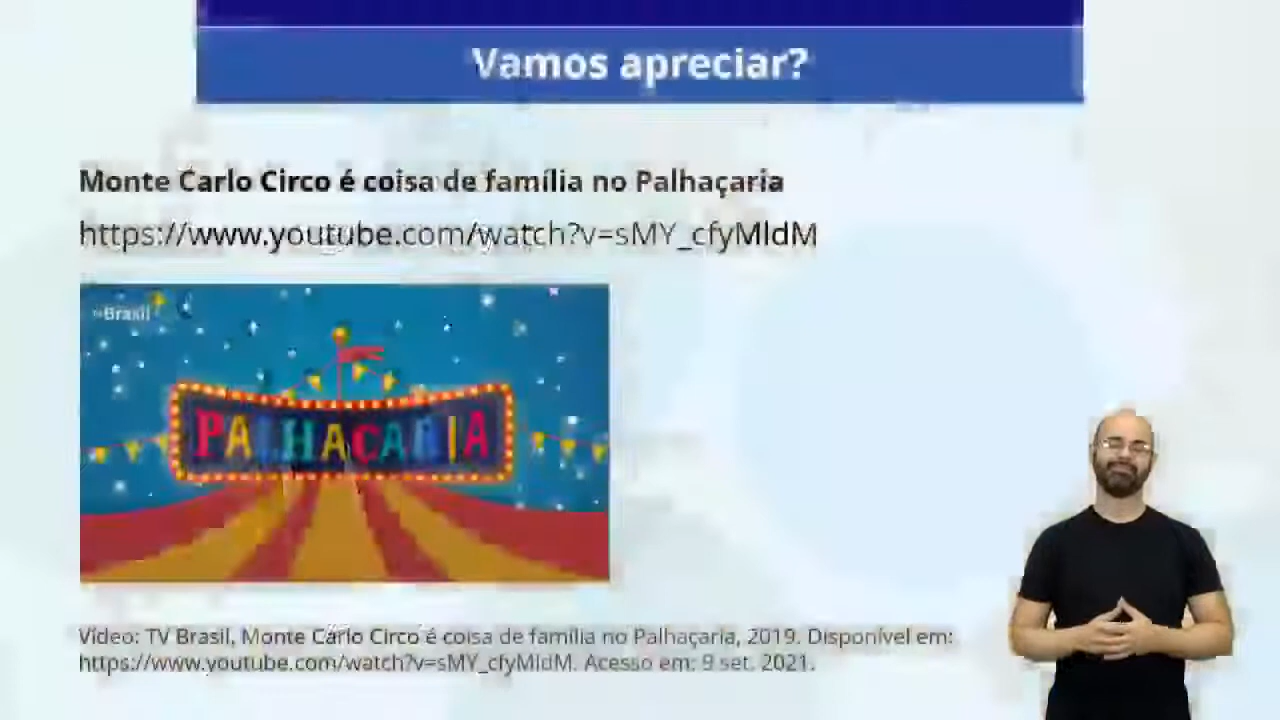 Vamos apreciar?
Monte Carlo Circo é coisa de família no Palhaçaria
https://www.youtube.com/watch?v=sMY_cfyMldM
Brasil
PALHAÇARIA
Vídeo: TV Brasil, Monte Carlo Circo é coisa de família no Palhaçaria, 2019. Disponível em:
https://www.youtube.com/watch?v=sMY_cfyMldM. Acesso em: 9 set. 2021.